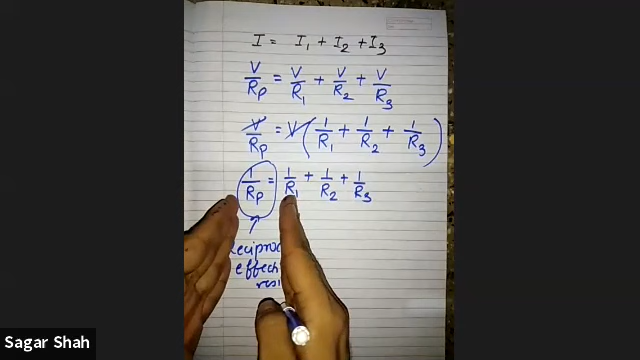 I = I₁ + I₂ + I₃
V/Rp = V/R₁ + V/R₂ + V/R₃
V/Rp = V(1/R₁ + 1/R₂ + 1/R₃)
1/Rp = 1/R₁ + 1/R₂ + 1/R₃
Sagar Shah